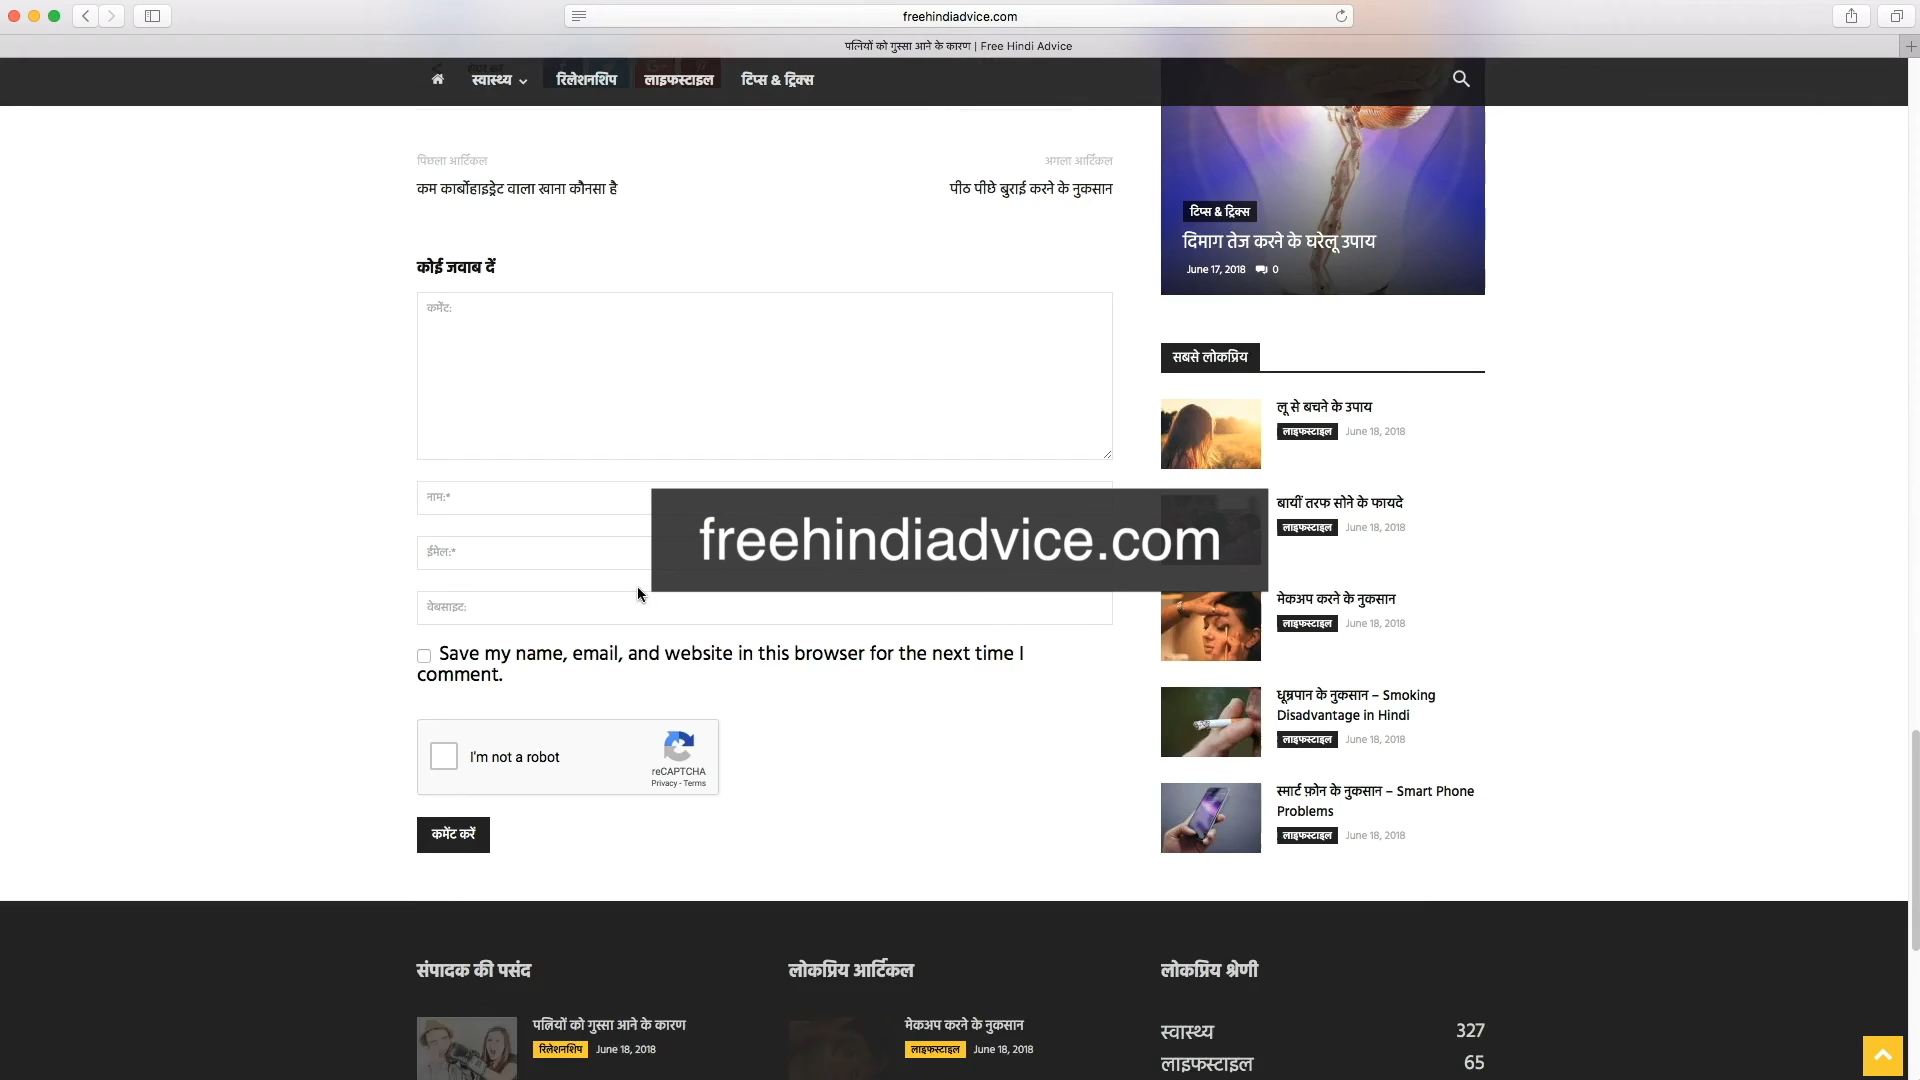 freehindiadvice.com
पत्नियों को गुस्सा आने के कारण | Free Hindi Advice
स्वास्थ्य
रिलेशनशिप
लाइफस्टाइल
टिप्स & ट्रिक्स
पिछला आर्टिकल
अगला आर्टिकल
कम कार्बोहाइड्रेट वाला खाना कौनसा है
पीठ पीछे बुराई करने के नुकसान
कोई जवाब दें
कमेंट:
नाम:*
ईमेल:*
वेबसाइट:
Save my name, email, and website in this browser for the next time I
comment.
I'm not a robot
reCAPTCHA
Privacy - Terms
कमेंट करें
freehindiadvice.com
टिप्स & ट्रिक्स
दिमाग तेज करने के घरेलू उपाय
June 17, 2018 0
सबसे लोकप्रिय
लू से बचने के उपाय
लाइफस्टाइल June 18, 2018
बायीं तरफ सोने के फायदे
लाइफस्टाइल June 18, 2018
मेकअप करने के नुकसान
लाइफस्टाइल June 18, 2018
धूम्रपान के नुकसान – Smoking
Disadvantage in Hindi
लाइफस्टाइल June 18, 2018
स्मार्ट फ़ोन के नुकसान – Smart Phone
Problems
लाइफस्टाइल June 18, 2018
संपादक की पसंद
पत्नियों को गुस्सा आने के कारण
रिलेशनशिप June 18, 2018
लोकप्रिय आर्टिकल
मेकअप करने के नुकसान
लाइफस्टाइल June 18, 2018
लोकप्रिय श्रेणी
स्वास्थ्य 327
लाइफस्टाइल 65